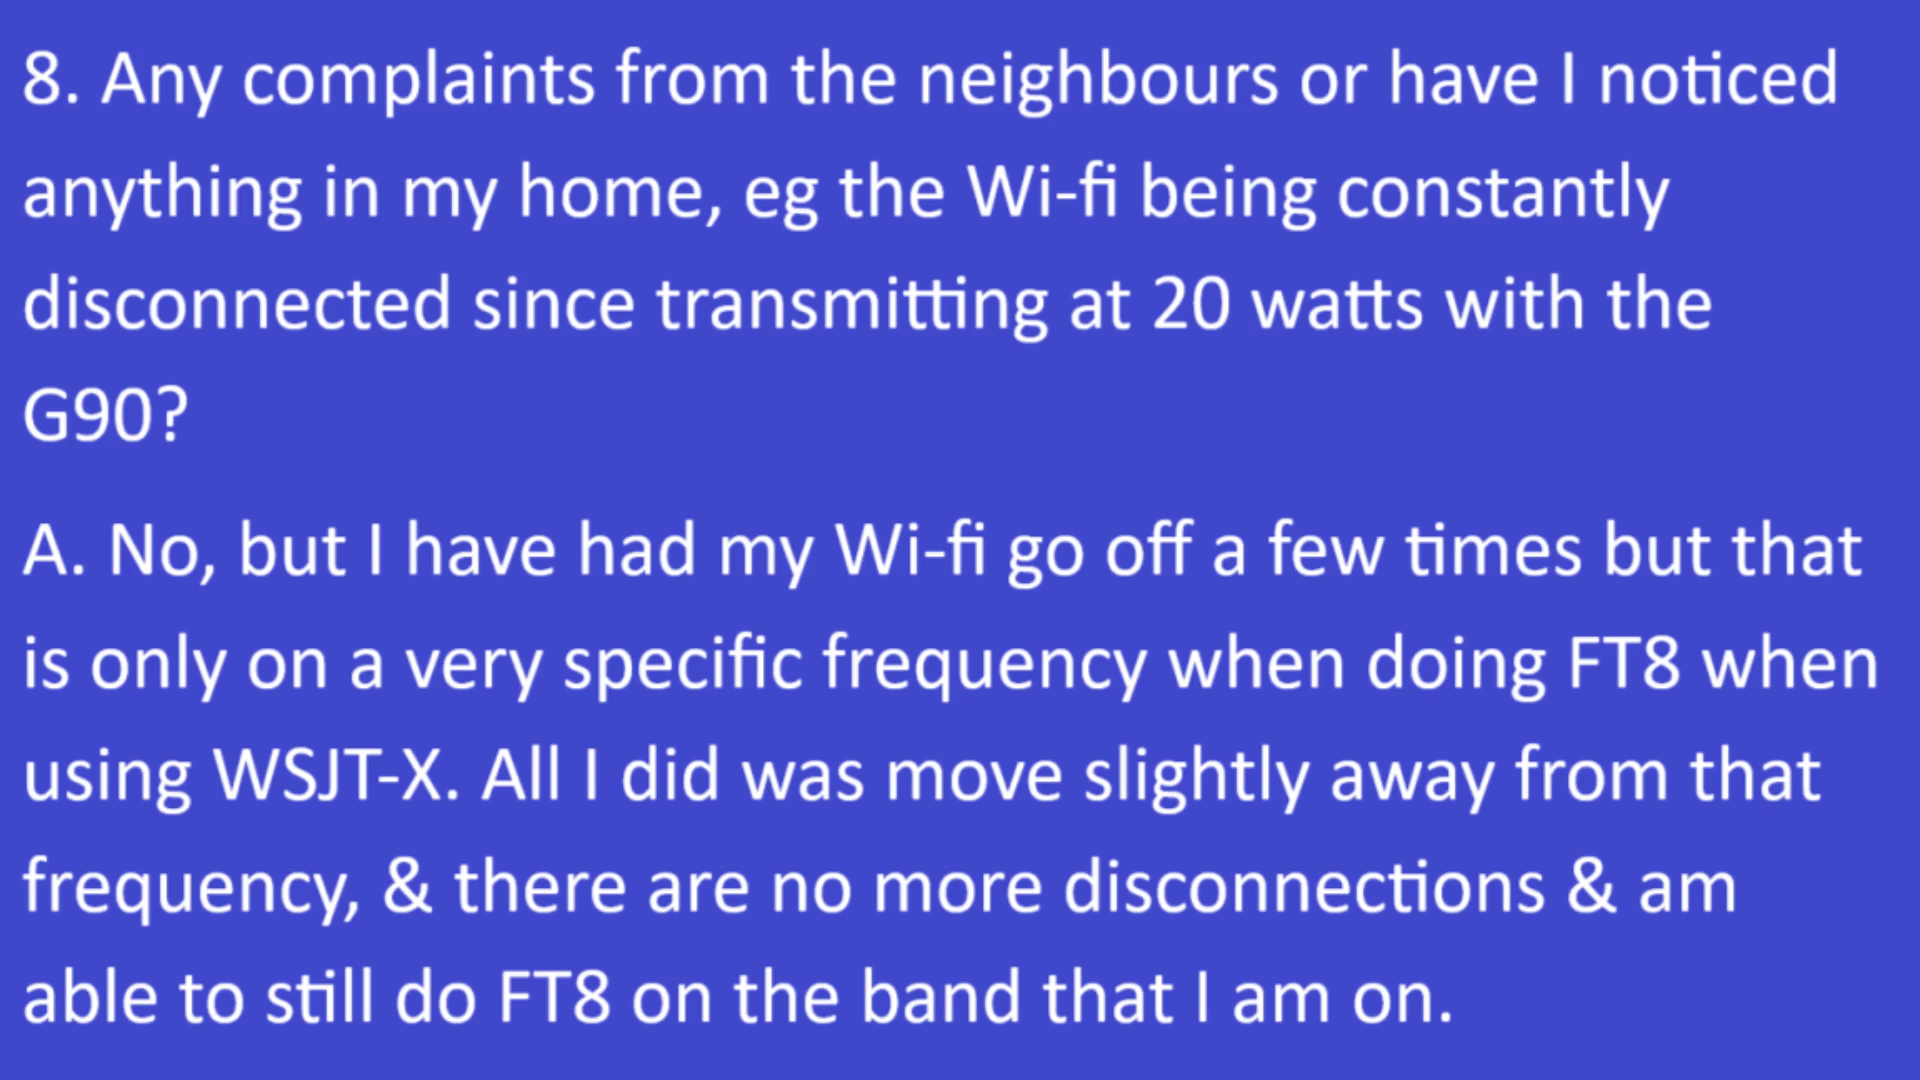 8. Any complaints from the neighbours or have I noticed
anything in my home, eg the Wi-fi being constantly
disconnected since transmitting at 20 watts with the
G90?
A. No, but I have had my Wi-fi go off a few times but that
is only on a very specific frequency when doing FT8 when
using WSJT-X. All I did was move slightly away from that
frequency, & there are no more disconnections & am
able to still do FT8 on the band that I am on.